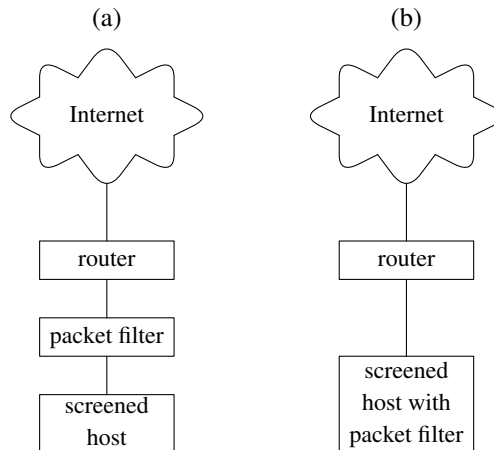 (a)
Internet
router
packet filter
screened
host
(b)
Internet
router
screened
host with
packet filter